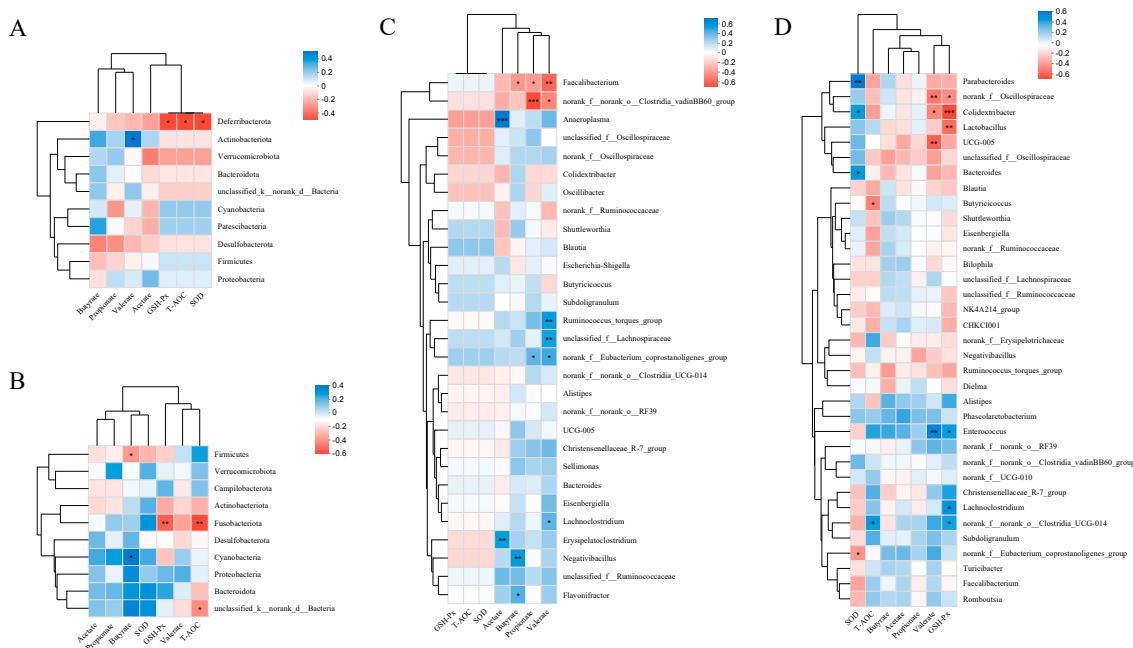 A
0.4
0.2
0
-0.2
-0.4
Deferribacterota
Actinobacteriota
Verrucomicrobiota
Bacteroidota
unclassified_k__norank_d__Bacteria
Cyanobacteria
Patescibacteria
Desulfobacterota
Firmicutes
Proteobacteria
* * *
*
Butyrate
Propionate
Valerate
Acetate
GSH-Px
T-AOC
SOD
B
0.4
0.2
0
-0.2
-0.4
-0.6
Firmicutes
Verrucomicrobiota
Campilobacterota
Actinobacteriota
Fusobacteriota
Desulfobacterota
Cyanobacteria
Proteobacteria
Bacteroidota
unclassified_k__norank_d__Bacteria
*
** **
*
*
Acetate
Propionate
Butyrate
SOD
GSH-Px
Valerate
T-AOC
C
0.6
0.4
0.2
0
-0.2
-0.4
-0.6
Faecalibacterium
norank_f__norank_o__Clostridia_vadinBB60_group
Anaeroplasma
unclassified_f__Oscillospiraceae
norank_f__Oscillospiraceae
Colidextribacter
Oscillibacter
norank_f__Ruminococcaceae
Shuttleworthia
Blautia
Escherichia-Shigella
Butyricicoccus
Subdoligranulum
Ruminococcus_torques_group
unclassified_f__Lachnospiraceae
norank_f__Eubacterium_coprostanoligenes_group
norank_f__norank_o__Clostridia_UCG-014
Alistipes
norank_f__norank_o__RF39
UCG-005
Christensenellaceae_R-7_group
Sellimonas
Bacteroides
Eisenbergiella
Lachnoclostridium
Erysipelatoclostridium
Negativibacillus
unclassified_f__Ruminococcaceae
Flavonifractor
* * **
*** *
***
**
**
* *
*
**
**
*
GSH-Px
T-AOC
SOD
Acetate
Butyrate
Propionate
Valerate
D
0.6
0.4
0.2
0
-0.2
-0.4
-0.6
Parabacteroides
norank_f__Oscillospiraceae
Colidextribacter
Lactobacillus
UCG-005
unclassified_f__Oscillospiraceae
Bacteroides
Blautia
Butyricicoccus
Shuttleworthia
Eisenbergiella
norank_f__Ruminococcaceae
Bilophila
unclassified_f__Lachnospiraceae
unclassified_f__Ruminococcaceae
NK4A214_group
CHKCI001
norank_f__Erysipelotrichaceae
Negativibacillus
Ruminococcus_torques_group
Dielma
Alistipes
Phascolarctobacterium
Enterococcus
norank_f__norank_o__RF39
norank_f__norank_o__Clostridia_vadinBB60_group
norank_f__UCG-010
Christensenellaceae_R-7_group
Lachnoclostridium
norank_f__norank_o__Clostridia_UCG-014
Subdoligranulum
norank_f__Eubacterium_coprostanoligenes_group
Turicibacter
Faecalibacterium
Romboutsia
**
** *
* * ***
**
**
*
*
** *
*
* *
*
SOD
T-AOC
Butyrate
Acetate
Propionate
Valerate
GSH-Px